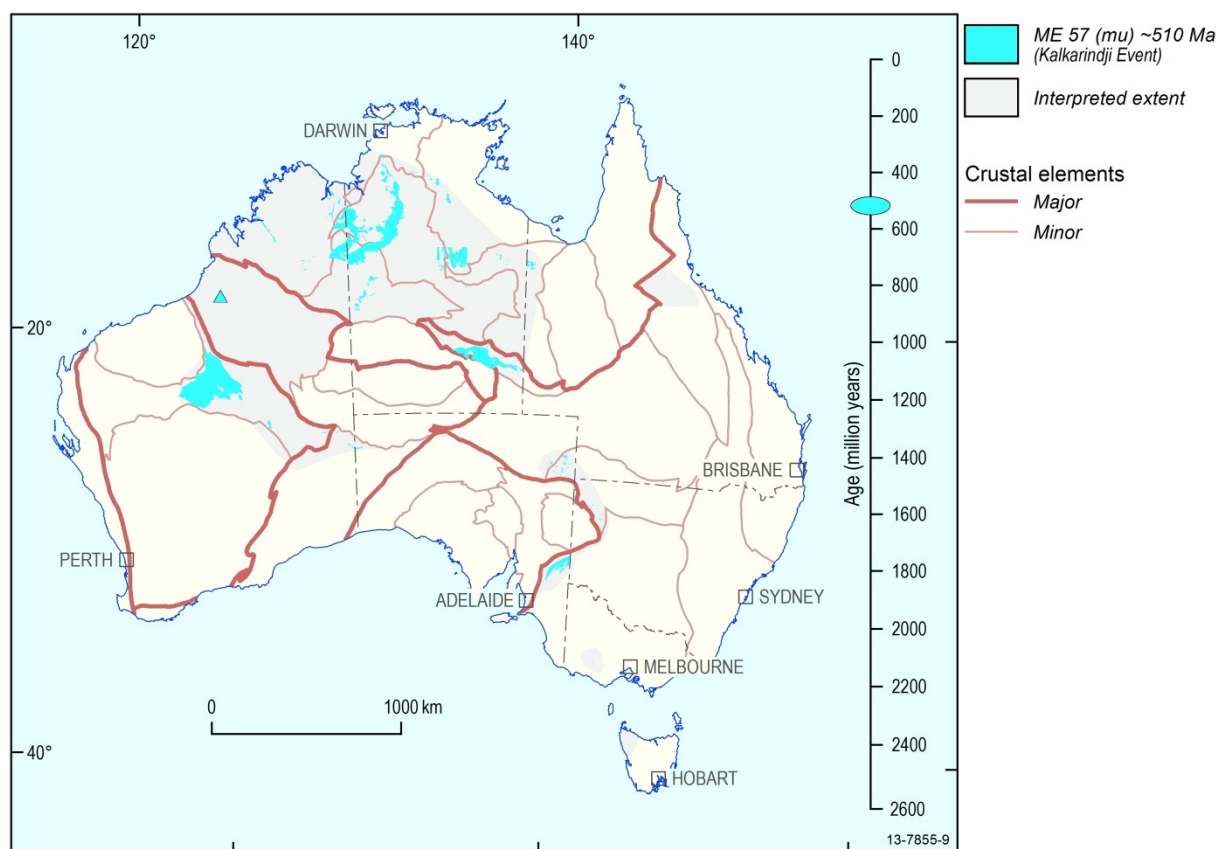 120°
140°
20°
40°
DARWIN
PERTH
ADELAIDE
BRISBANE
SYDNEY
MELBOURNE
HOBART
0
1000 km
Age (million years)
0
200
400
600
800
1000
1200
1400
1600
1800
2000
2200
2400
2600
13-7855-9
ME 57 (mu) ~510 Ma
(Kalkarindji Event)
Interpreted extent
Crustal elements
Major
Minor